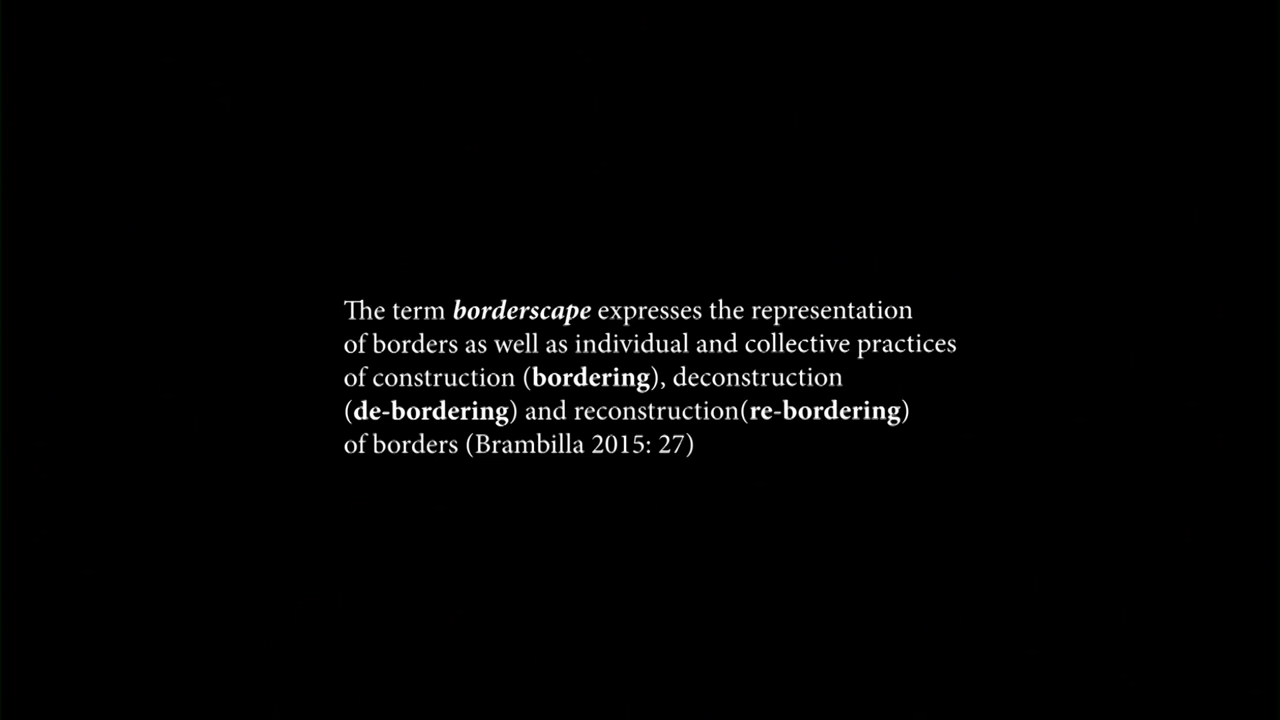 The term borderscape expresses the representation
of borders as well as individual and collective practices
of construction (bordering), deconstruction
(de-bordering) and reconstruction(re-bordering)
of borders (Brambilla 2015: 27)